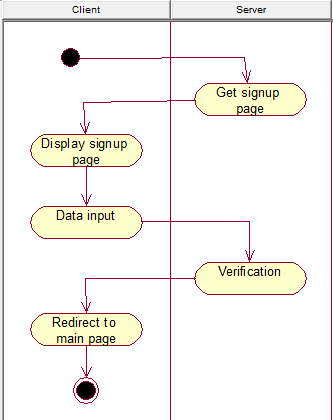 Client
Server
Get signup
page
Display signup
page
Data input
Verification
Redirect to
main page